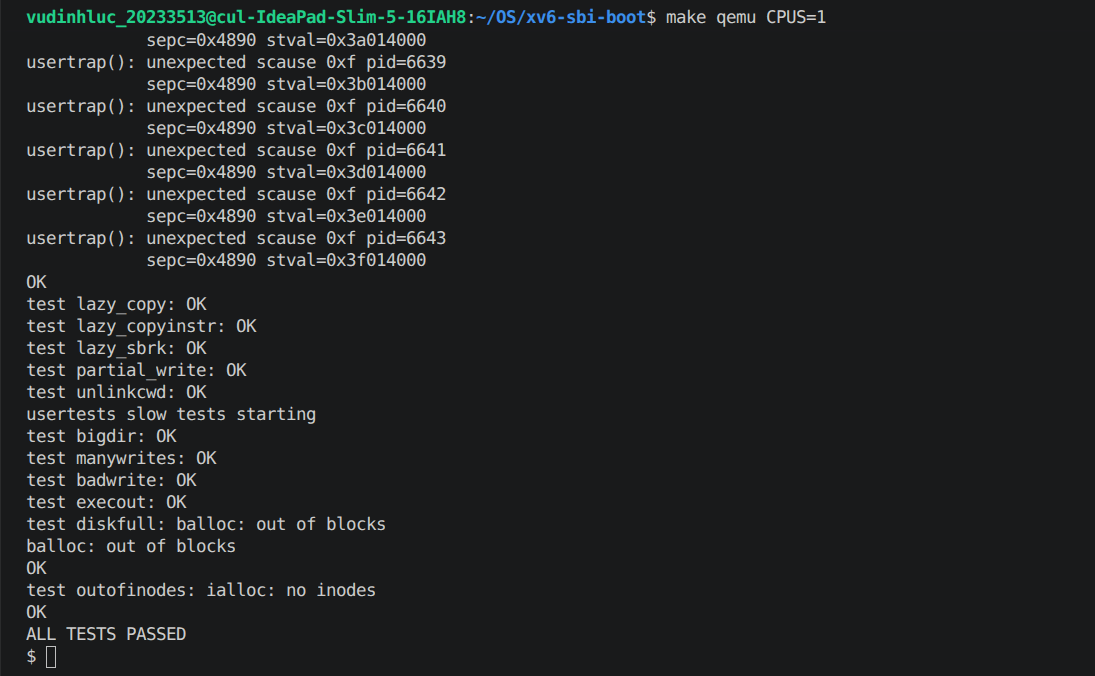 vudinhluc_20233513@cul-IdeaPad-Slim-5-16IAH8:~/OS/xv6-sbi-boot$ make qemu CPUS=1
sepc=0x4890 stval=0x3a014000
usertrap(): unexpected scause 0xf pid=6639
sepc=0x4890 stval=0x3b014000
usertrap(): unexpected scause 0xf pid=6640
sepc=0x4890 stval=0x3c014000
usertrap(): unexpected scause 0xf pid=6641
sepc=0x4890 stval=0x3d014000
usertrap(): unexpected scause 0xf pid=6642
sepc=0x4890 stval=0x3e014000
usertrap(): unexpected scause 0xf pid=6643
sepc=0x4890 stval=0x3f014000
OK
test lazy_copy: OK
test lazy_copyinstr: OK
test lazy_sbrk: OK
test partial_write: OK
test unlinkcwd: OK
usertests slow tests starting
test bigdir: OK
test manywrites: OK
test badwrite: OK
test execout: OK
test diskfull: balloc: out of blocks
balloc: out of blocks
OK
test outofinodes: ialloc: no inodes
OK
ALL TESTS PASSED
$